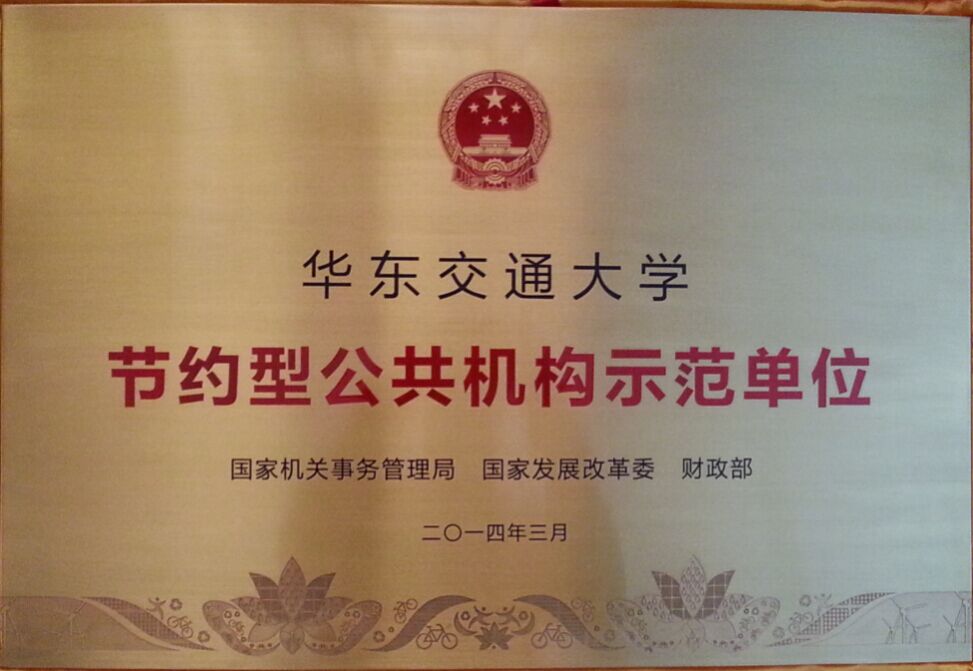 华东交通大学
节约型公共机构示范单位
国家机关事务管理局 国家发展改革委 财政部
二〇一四年三月